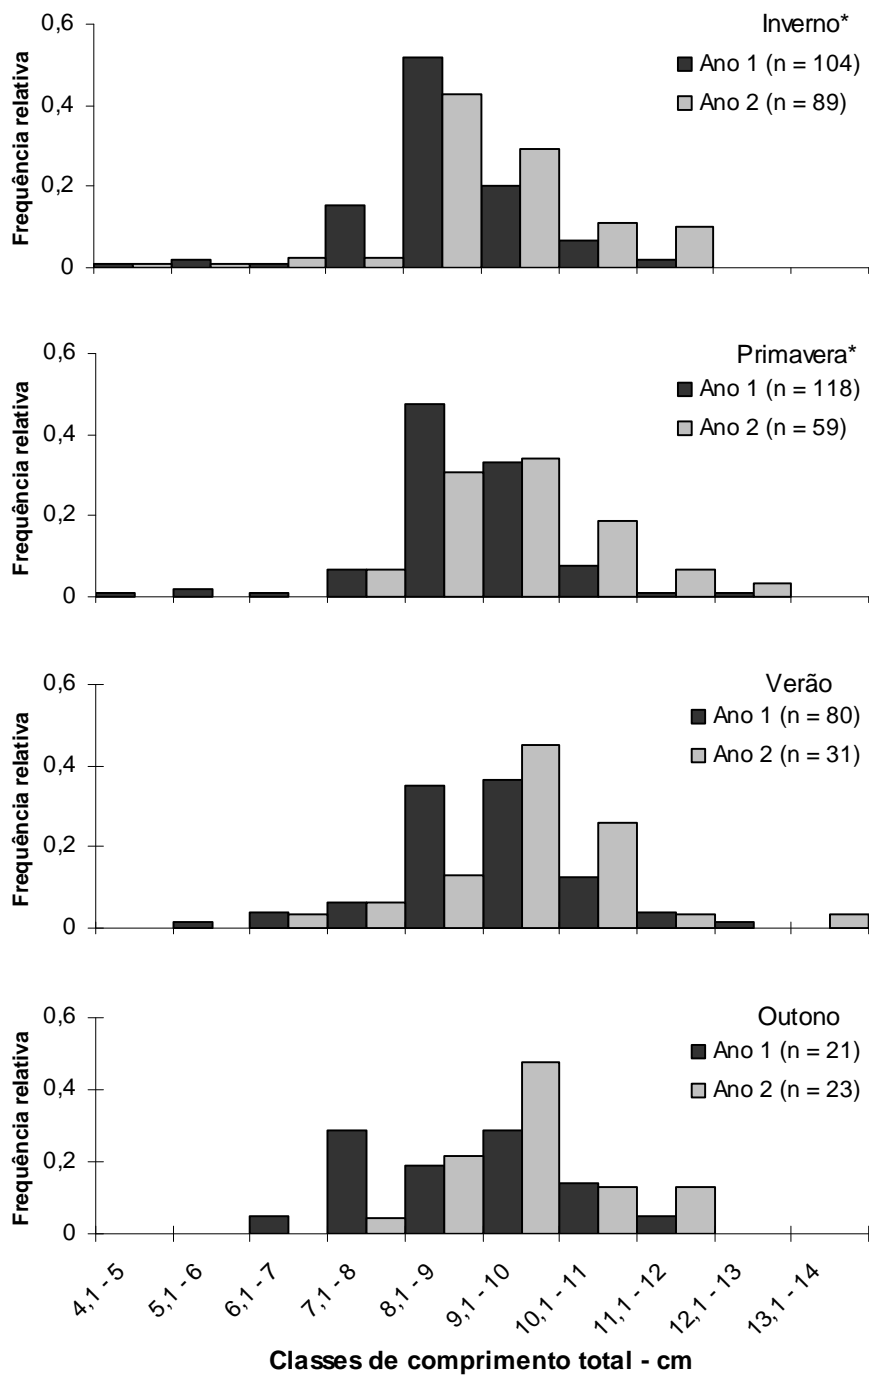 Inverno*
Ano 1 (n = 104)
Ano 2 (n = 89)
Frequência relativa
0,6
0,4
0,2
0
Primavera*
Ano 1 (n = 118)
Ano 2 (n = 59)
Frequência relativa
0,6
0,4
0,2
0
Verão
Ano 1 (n = 80)
Ano 2 (n = 31)
Frequência relativa
0,6
0,4
0,2
0
Outono
Ano 1 (n = 21)
Ano 2 (n = 23)
Frequência relativa
0,6
0,4
0,2
0
4,1 - 5
5,1 - 6
6,1 - 7
7,1 - 8
8,1 - 9
9,1 - 10
10,1 - 11
11,1 - 12
12,1 - 13
13,1 - 14
Classes de comprimento total - cm